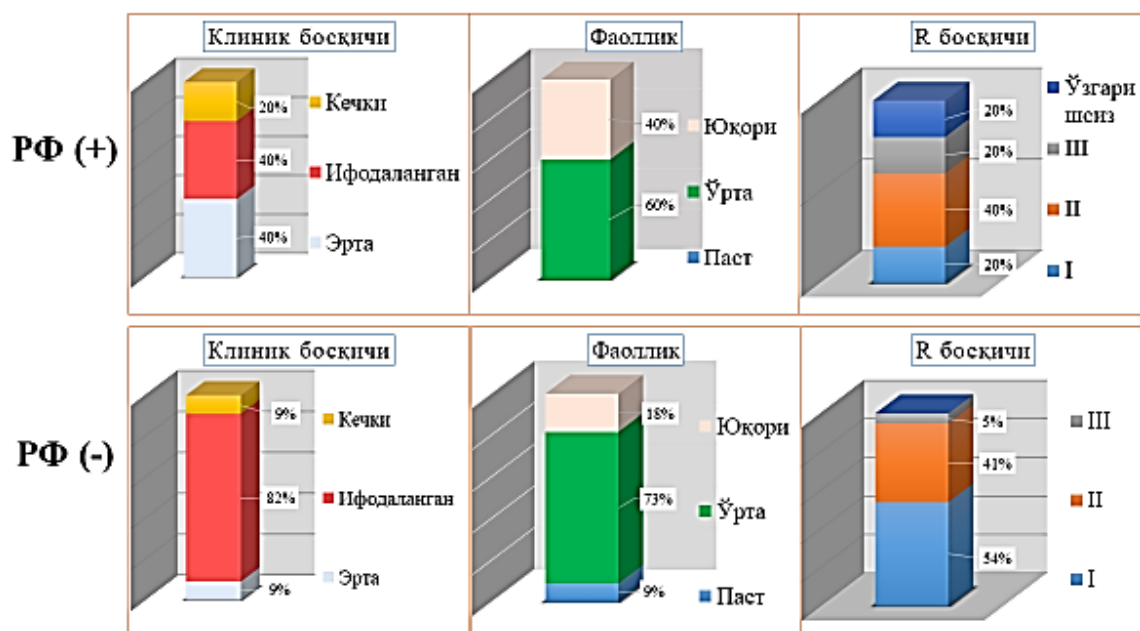 РФ (+)
Клиник босқичи
20%
40%
40%
Кечки
Ифодаланган
Эрта
Фаоллик
40%
60%
Юқори
Ўрта
Паст
R босқичи
20%
20%
40%
20%
Ўзгари
шсиз
III
II
I
РФ (-)
Клиник босқичи
9%
82%
9%
Кечки
Ифодаланган
Эрта
Фаоллик
18%
73%
9%
Юқори
Ўрта
Паст
R босқичи
5%
41%
54%
III
II
I